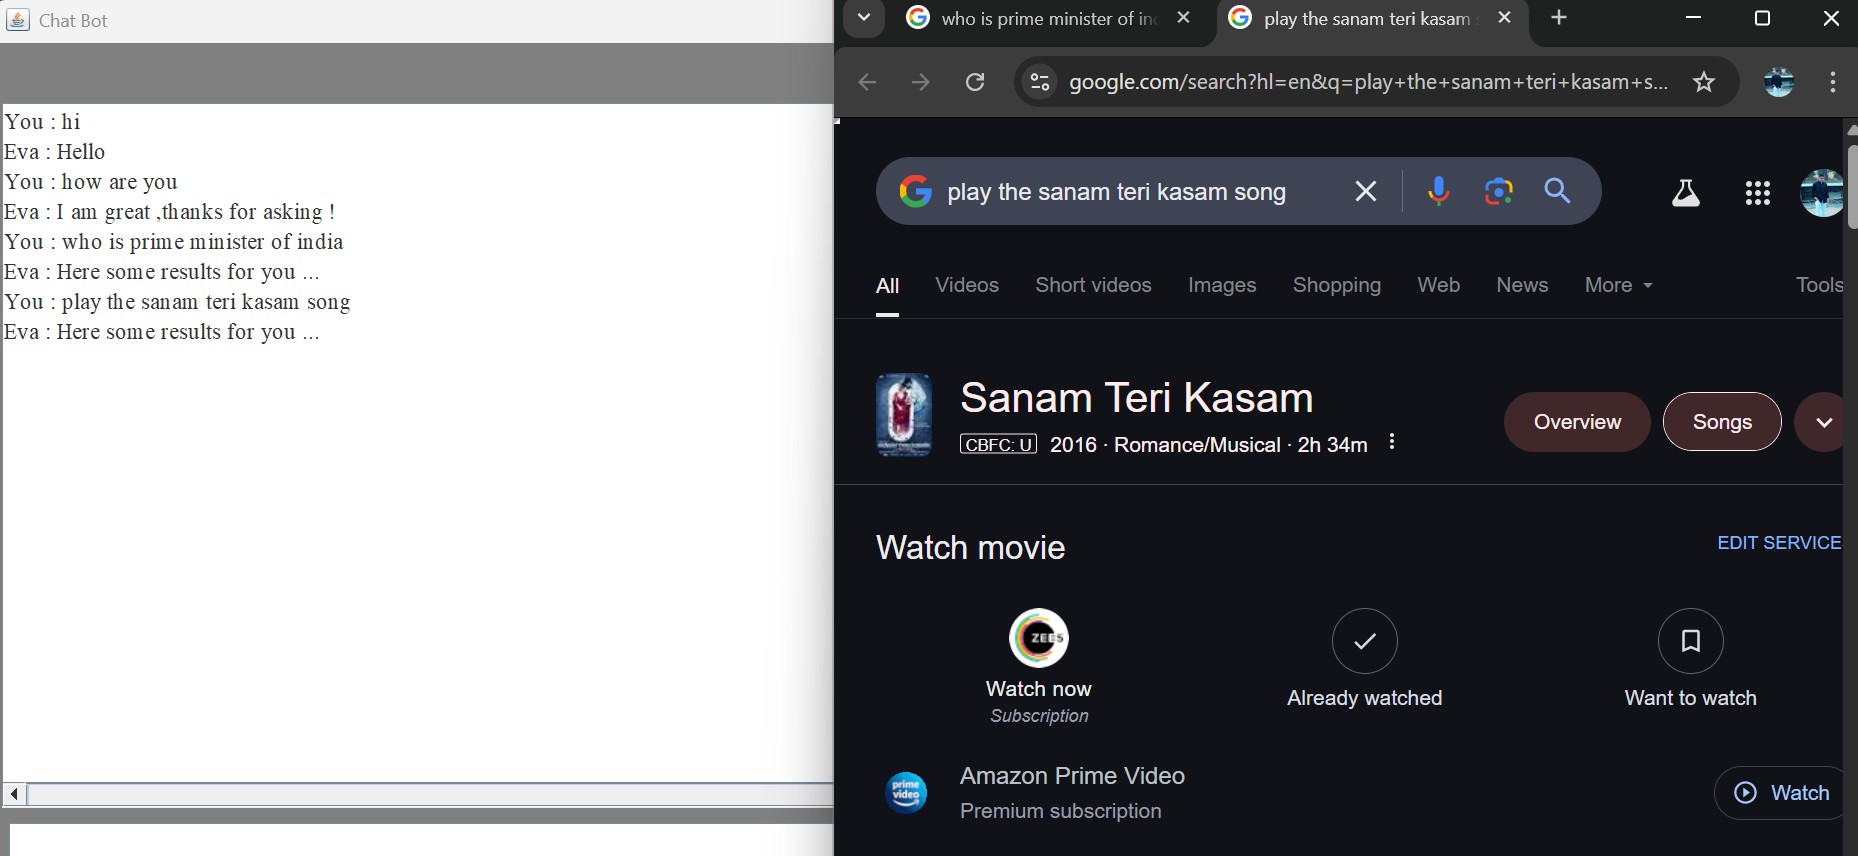 Chat Bot
You : hi
Eva : Hello
You : how are you
Eva : I am great ,thanks for asking !
You : who is prime minister of india
Eva : Here some results for you ...
You : play the sanam teri kasam song
Eva : Here some results for you ...
who is prime minister of in
play the sanam teri kasam
google.com/search?hl=en&q=play+the+sanam+teri+kasam+s...
play the sanam teri kasam song
All Videos Short videos Images Shopping Web News More Tools
Sanam Teri Kasam
CBFC: U 2016 · Romance/Musical · 2h 34m
Overview Songs
Watch movie
EDIT SERVICE
ZEE5
Watch now
Subscription
Already watched
Want to watch
prime
video
Amazon Prime Video
Premium subscription
Watch